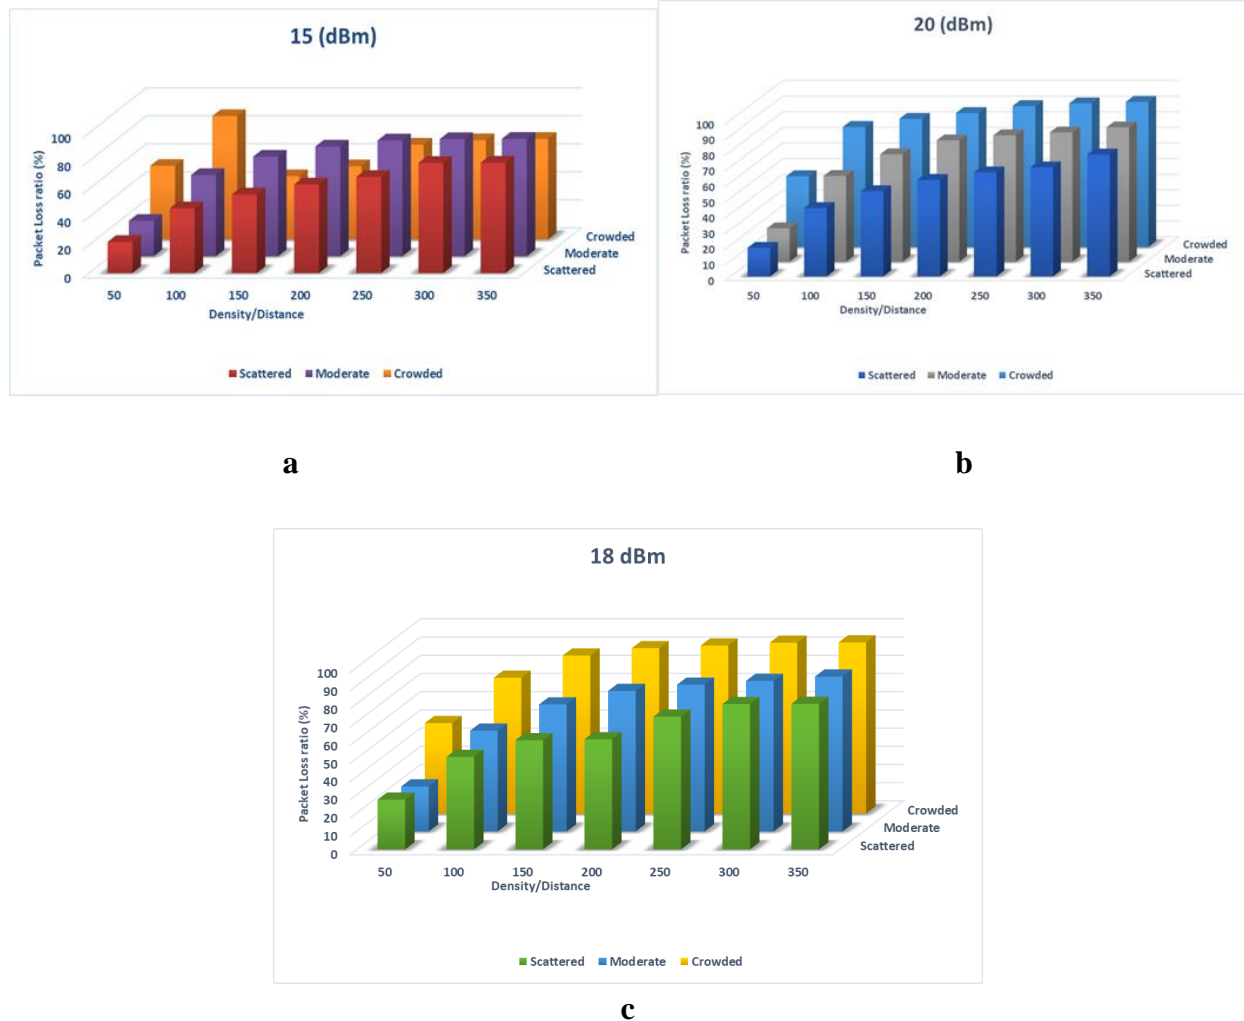 15 (dBm)
Packet Loss ratio (%)
100
80
60
40
20
0
50 100 150 200 250 300 350
Density/Distance
Crowded
Moderate
Scattered
Scattered Moderate Crowded
20 (dBm)
Packet Loss ratio (%)
100
90
80
70
60
50
40
30
20
10
0
50 100 150 200 250 300 350
Density/Distance
Crowded
Moderate
Scattered
Scattered Moderate Crowded
a
b
18 dBm
Packet Loss ratio (%)
100
90
80
70
60
50
40
30
20
10
0
50 100 150 200 250 300 350
Density/Distance
Crowded
Moderate
Scattered
Scattered Moderate Crowded
c